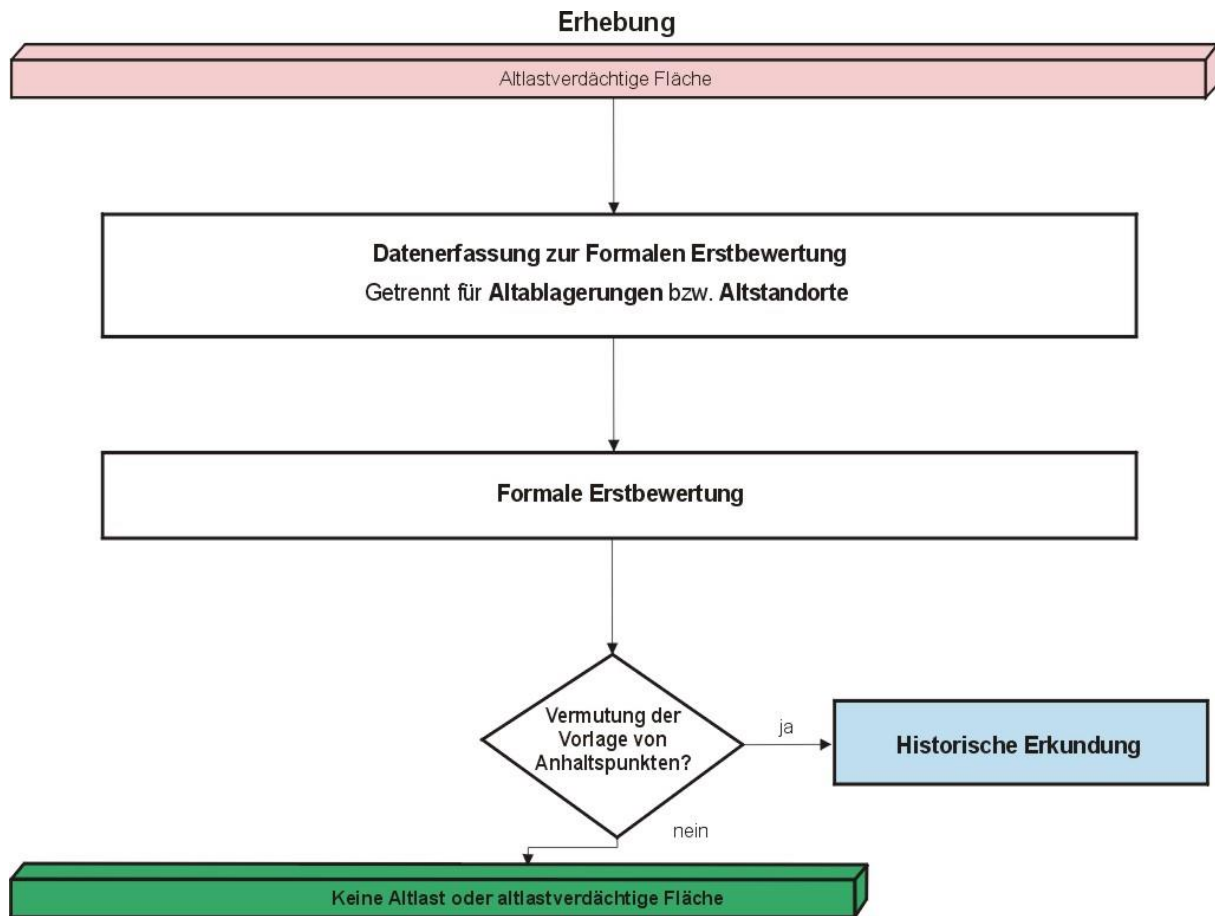 Erhebung
Altlastverdächtige Fläche
Datenerfassung zur Formalen Erstbewertung
Getrennt für Altablagerungen bzw. Altstandorte
Formale Erstbewertung
Vermutung der
Vorlage von
Anhaltspunkten?
ja
Historische Erkundung
nein
Keine Altlast oder altlastverdächtige Fläche